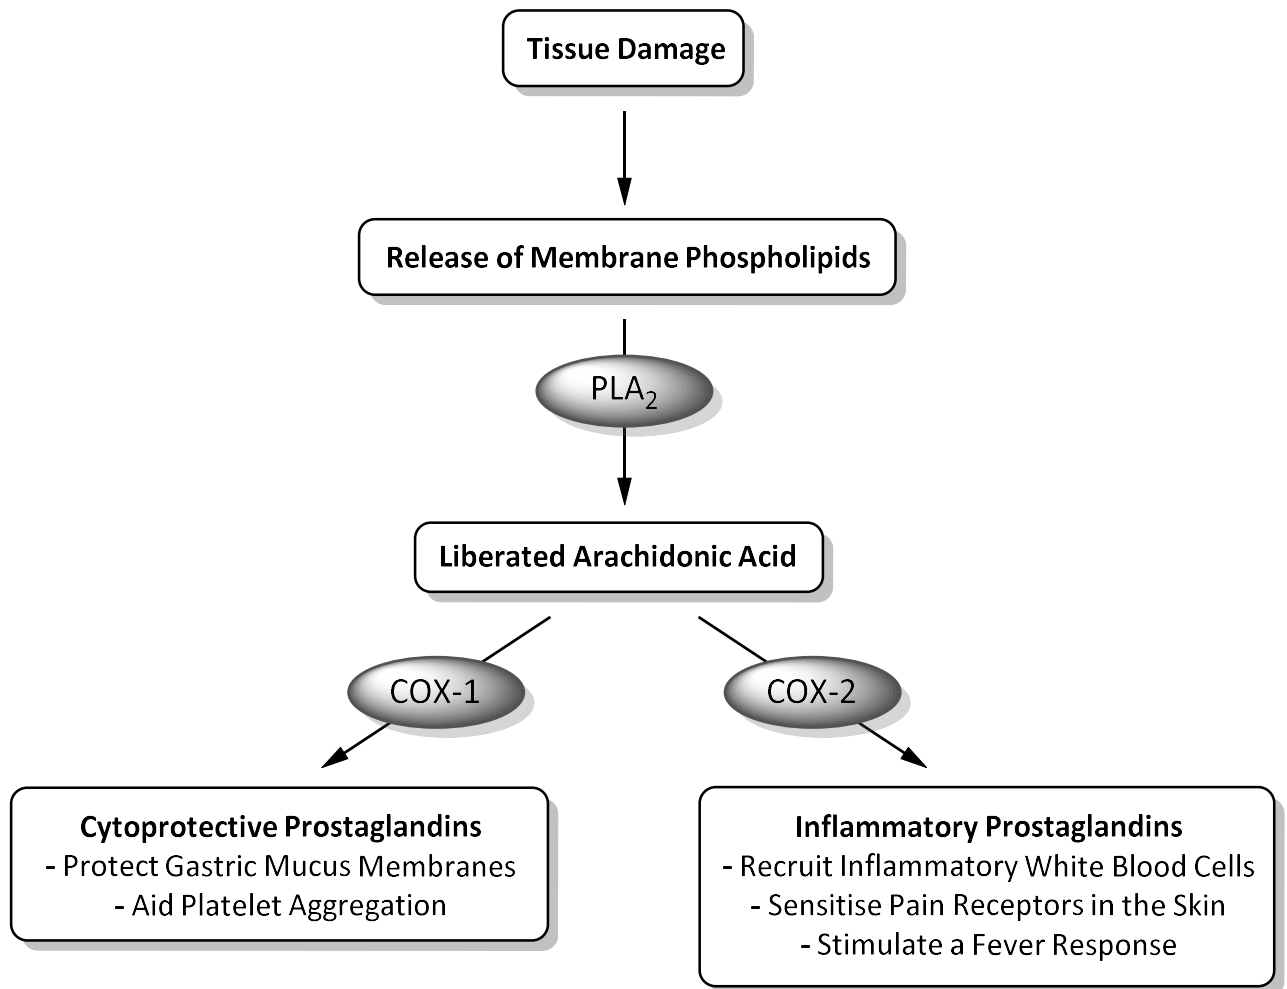 Tissue Damage
Release of Membrane Phospholipids
PLA₂
Liberated Arachidonic Acid
COX-1
COX-2
Cytoprotective Prostaglandins
- Protect Gastric Mucus Membranes
- Aid Platelet Aggregation
Inflammatory Prostaglandins
- Recruit Inflammatory White Blood Cells
- Sensitise Pain Receptors in the Skin
- Stimulate a Fever Response